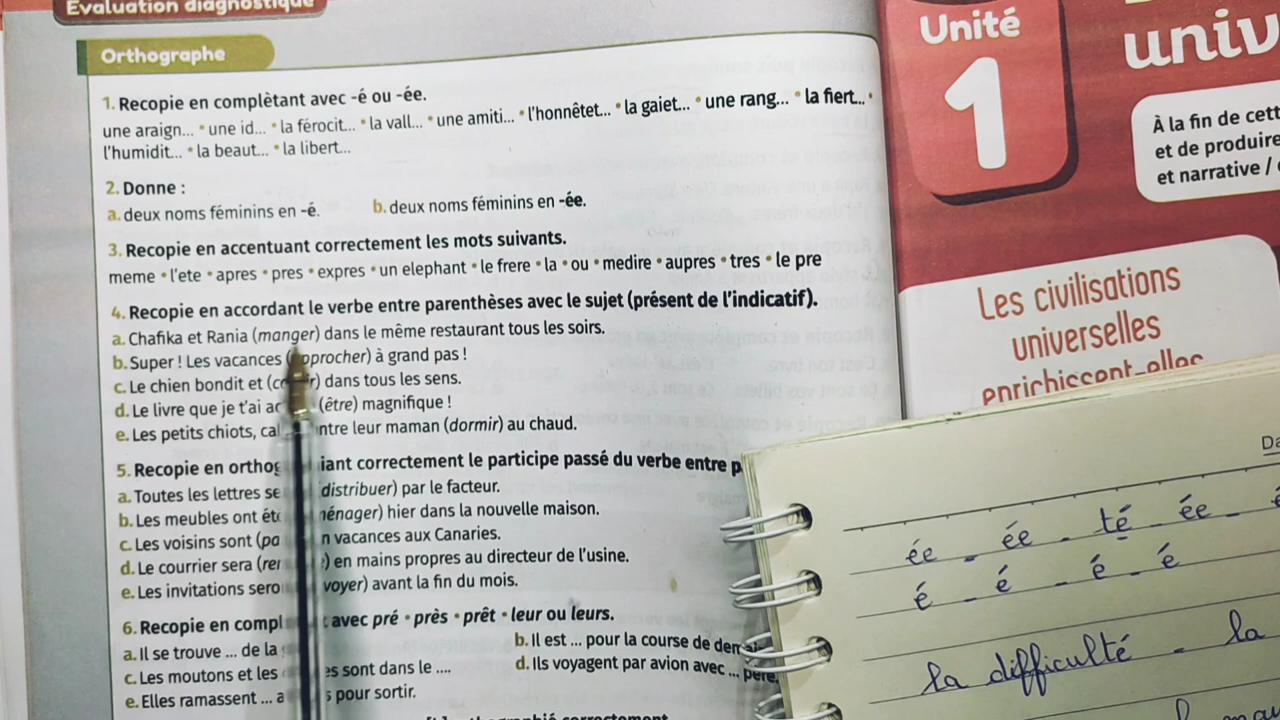 Evaluation diagnostique
Orthographe
1. Recopie en complètant avec -é ou -ée.
une araign... • une id... • la férocit... • la vall... • une amiti... • l'honnêtet... • la gaiet... • une rang... • la fiert... •
l'humidit... • la beaut... • la libert...
2. Donne :
a. deux noms féminins en -é. b. deux noms féminins en -ée.
3. Recopie en accentuant correctement les mots suivants.
meme • l'ete • apres • pres • expres • un elephant • le frere • la • ou • medire • aupres • tres • le pre
4. Recopie en accordant le verbe entre parenthèses avec le sujet (présent de l'indicatif).
a. Chafika et Rania (manger) dans le même restaurant tous les soirs.
b. Super ! Les vacances procher) à grand pas !
c. Le chien bondit et dans tous les sens.
d. Le livre que je t'ai (être) magnifique !
e. Les petits chiots, leur maman (dormir) au chaud.
5. Recopie en correctement le participe passé du verbe entre
a. Toutes les lettres distribuer) par le facteur.
b. Les meubles ont hier dans la nouvelle maison.
c. Les voisins sont vacances aux Canaries.
d. Le courrier sera en mains propres au directeur de l'usine.
e. Les invitations avant la fin du mois.
6. Recopie en avec pré • près • prêt • leur ou leurs.
a. Il se trouve ... de la b. Il est ... pour la course de
c. Les moutons et les sont dans le .... d. Ils voyagent par avion avec ... père.
e. Elles ramassent ... pour sortir.
Unité
1
univ
À la fin de cett
et de produire
et narrative /
Les civilisations
universelles
enrichissent-elles
Da
ée - ée - té - ée -
é - é - é - é
la difficulté - la